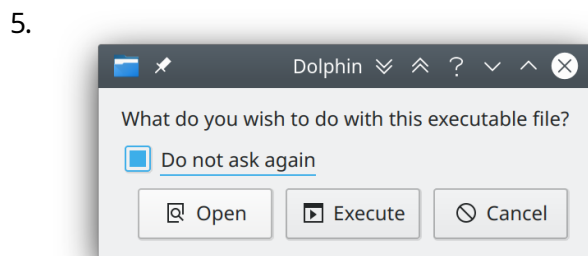 5.
Dolphin
What do you wish to do with this executable file?
Do not ask again
Open Execute Cancel